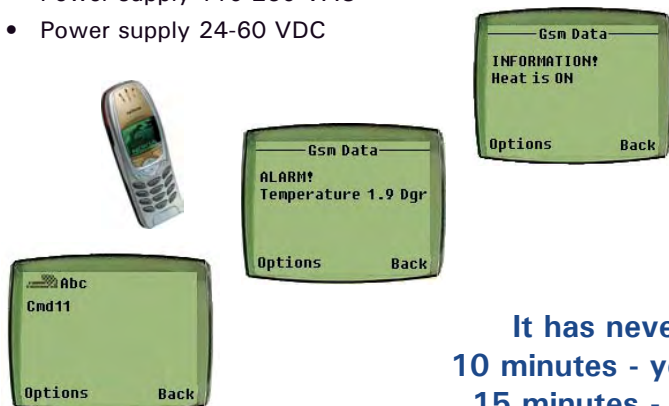 • Power supply 24-60 VDC
Gsm Data
INFORMATION!
Heat is ON
Options Back
Gsm Data
ALARM!
Temperature 1.9 Dgr
Options Back
Abc
Cmd11
Options Back
It has neve
10 minutes - y
15 minutes -